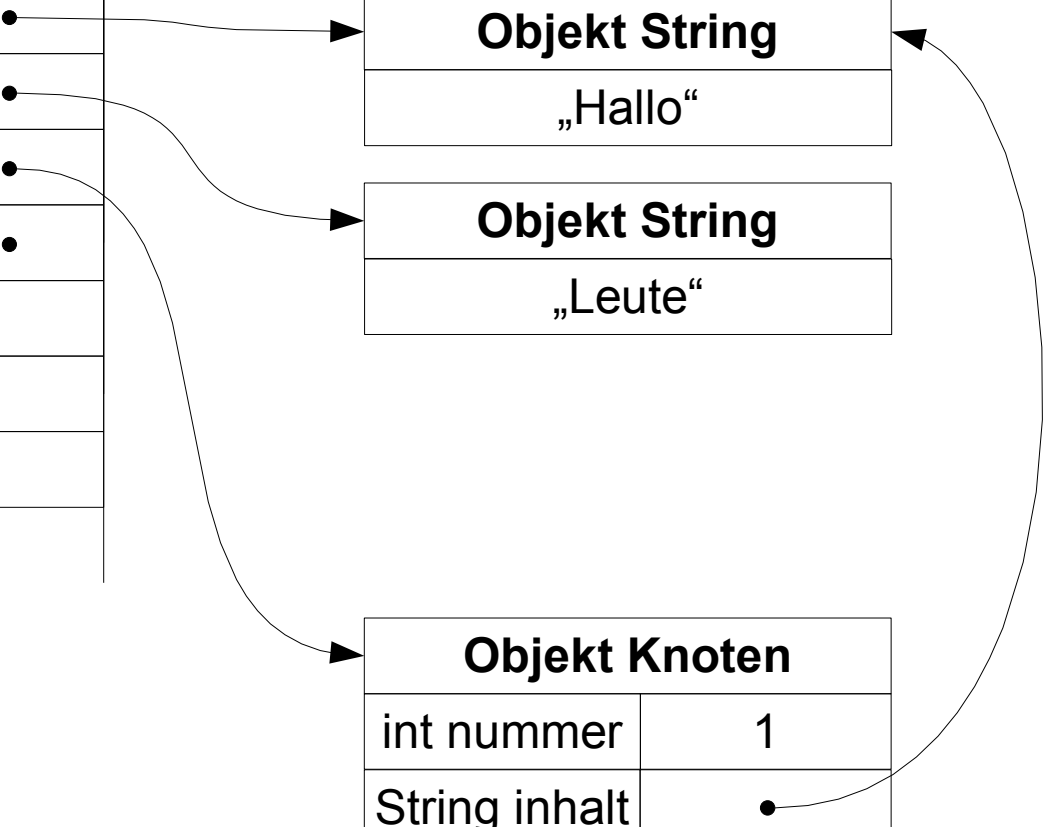 Objekt String
„Hallo“
Objekt String
„Leute“
Objekt Knoten
int nummer 1
String inhalt